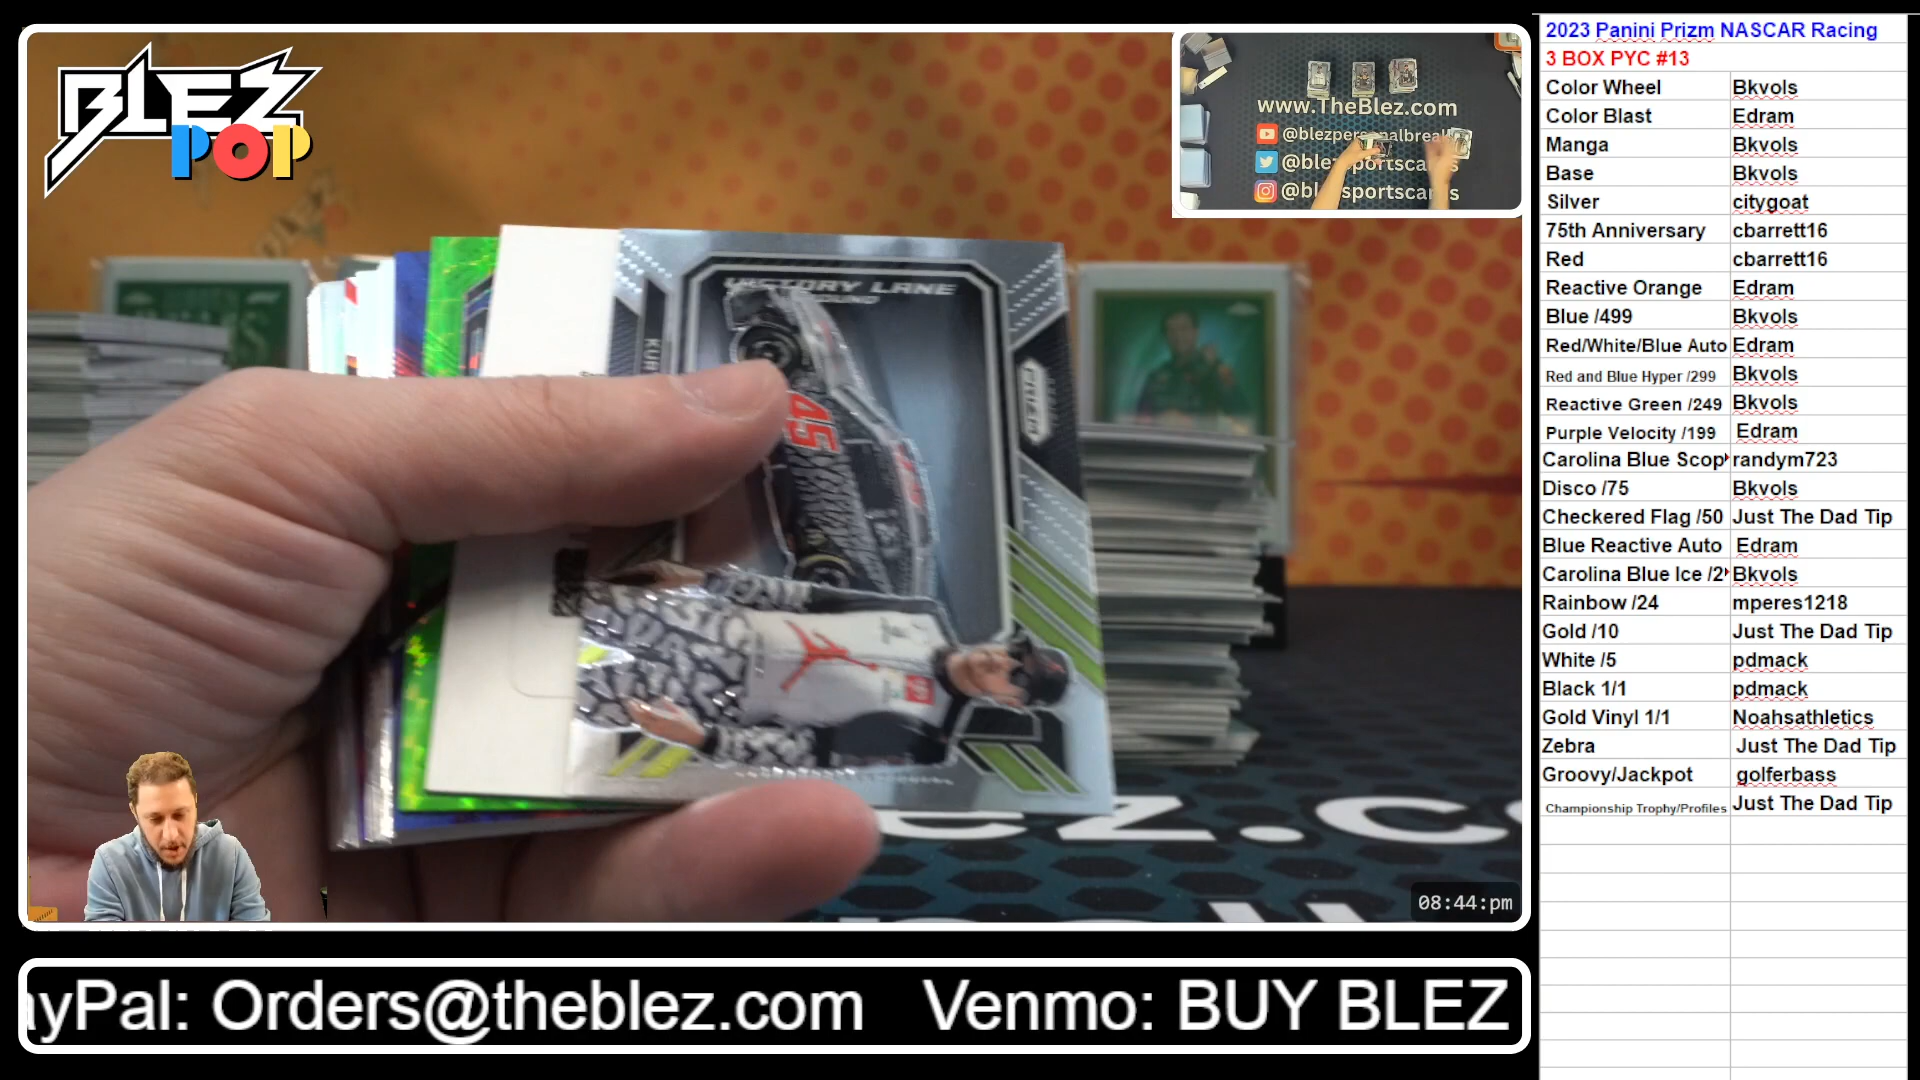 BLEZ
POP
www.TheBlez.com
VICTORY LANE
BOUND
KUR
PRIZM
45
ez.co
08:44:pm
ayPal: Orders@theblez.com Venmo: BUY BLEZ
2023 Panini Prizm NASCAR Racing
3 BOX PYC #13
Color Wheel Bkvols
Color Blast Edram
Manga Bkvols
Base Bkvols
Silver citygoat
75th Anniversary cbarrett16
Red cbarrett16
Reactive Orange Edram
Blue /499 Bkvols
Red/White/Blue Auto Edram
Red and Blue Hyper /299 Bkvols
Reactive Green /249 Bkvols
Purple Velocity /199 Edram
Carolina Blue Scop randym723
Disco /75 Bkvols
Checkered Flag /50 Just The Dad Tip
Blue Reactive Auto Edram
Carolina Blue Ice /2 Bkvols
Rainbow /24 mperes1218
Gold /10 Just The Dad Tip
White /5 pdmack
Black 1/1 pdmack
Gold Vinyl 1/1 Noahsathletics
Zebra Just The Dad Tip
Groovy/Jackpot golferbass
Championship Trophy/Profiles Just The Dad Tip